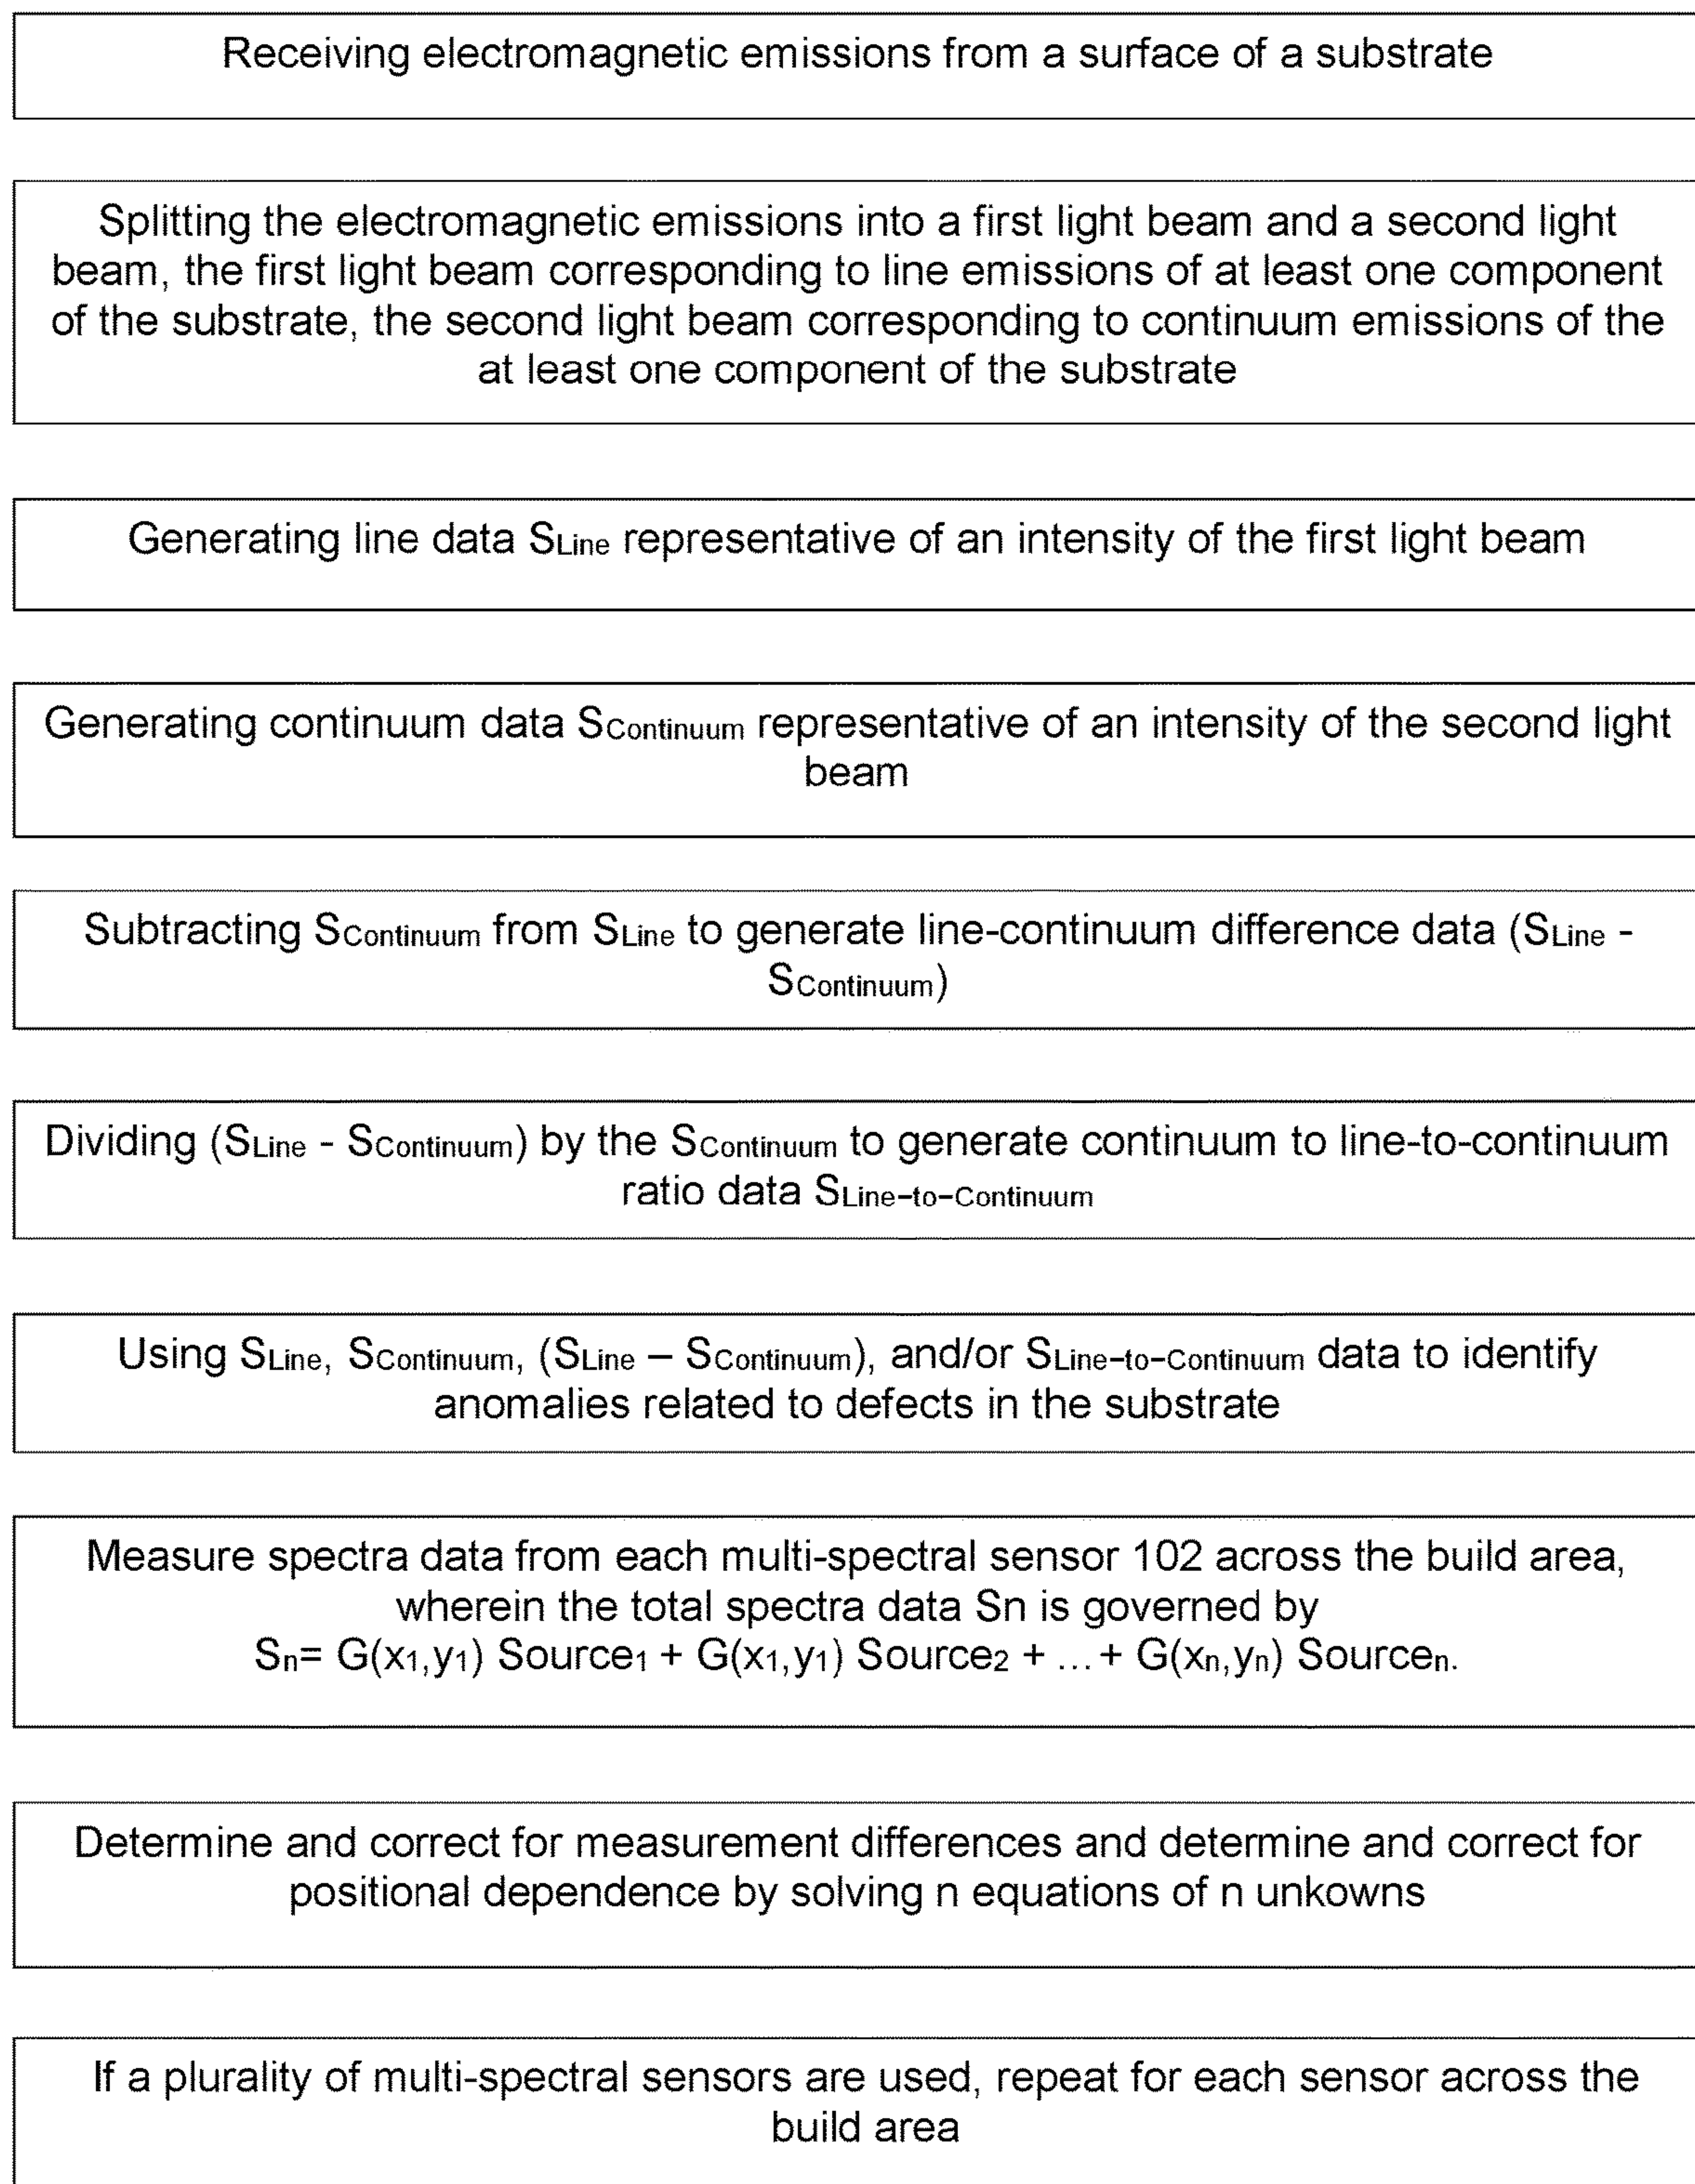 Receiving electromagnetic emissions from a surface of a substrate
Splitting the electromagnetic emissions into a first light beam and a second light
beam, the first light beam corresponding to line emissions of at least one component
of the substrate, the second light beam corresponding to continuum emissions of the
at least one component of the substrate
Generating line data SLine representative of an intensity of the first light beam
Generating continuum data SContinuum representative of an intensity of the second light
beam
Subtracting SContinuum from SLine to generate line-continuum difference data (SLine -
SContinuum)
Dividing (SLine - SContinuum) by the SContinuum to generate continuum to line-to-continuum
ratio data SLine–to–Continuum
Using SLine, SContinuum, (SLine – SContinuum), and/or SLine–to–Continuum data to identify
anomalies related to defects in the substrate
Measure spectra data from each multi-spectral sensor 102 across the build area,
wherein the total spectra data Sn is governed by
Sn= G(x1,y1) Source1 + G(x1,y1) Source2 + ...+ G(xn,yn) Sourcen.
Determine and correct for measurement differences and determine and correct for
positional dependence by solving n equations of n unkowns
If a plurality of multi-spectral sensors are used, repeat for each sensor across the
build area